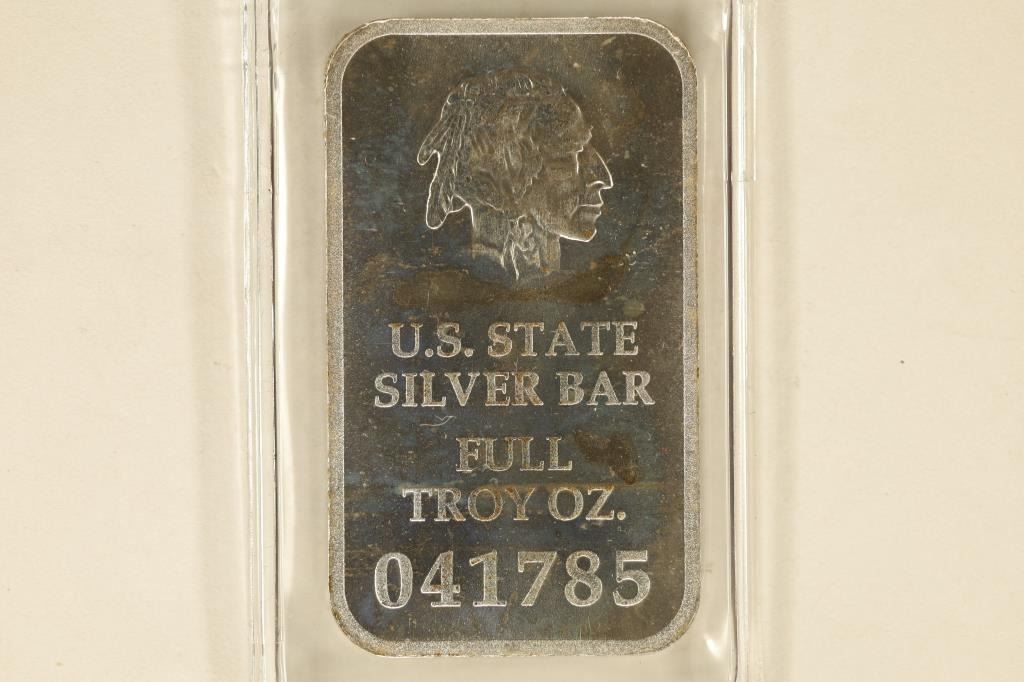 U.S. STATE
SILVER BAR
FULL
TROY OZ.
041785